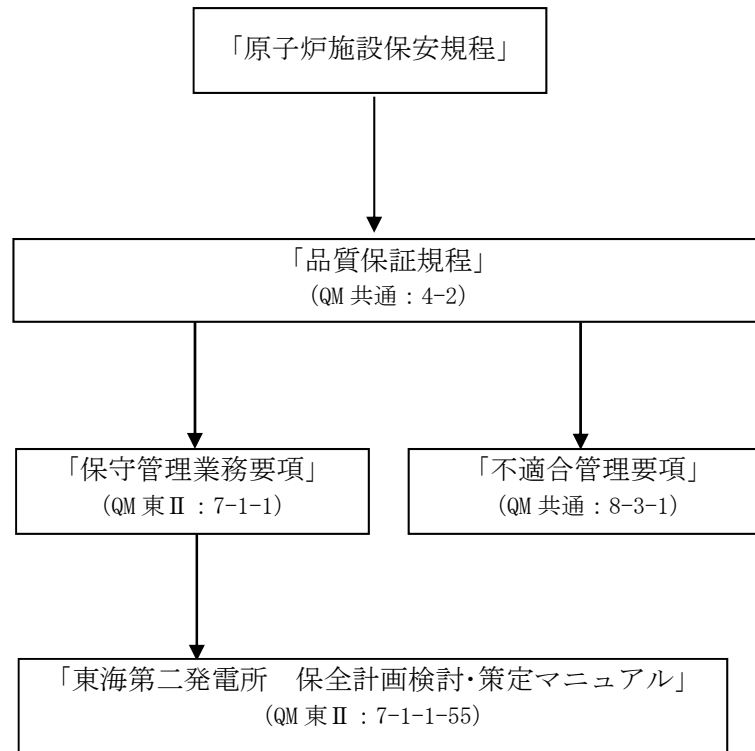 「原子炉施設保安規程」
「品質保証規程」
（QM 共通：4-2）
「保守管理業務要項」
（QM 東Ⅱ：7-1-1）
「不適合管理要項」
（QM 共通：8-3-1）
「東海第二発電所　保全計画検討・策定マニュアル」
（QM 東Ⅱ：7-1-1-55）